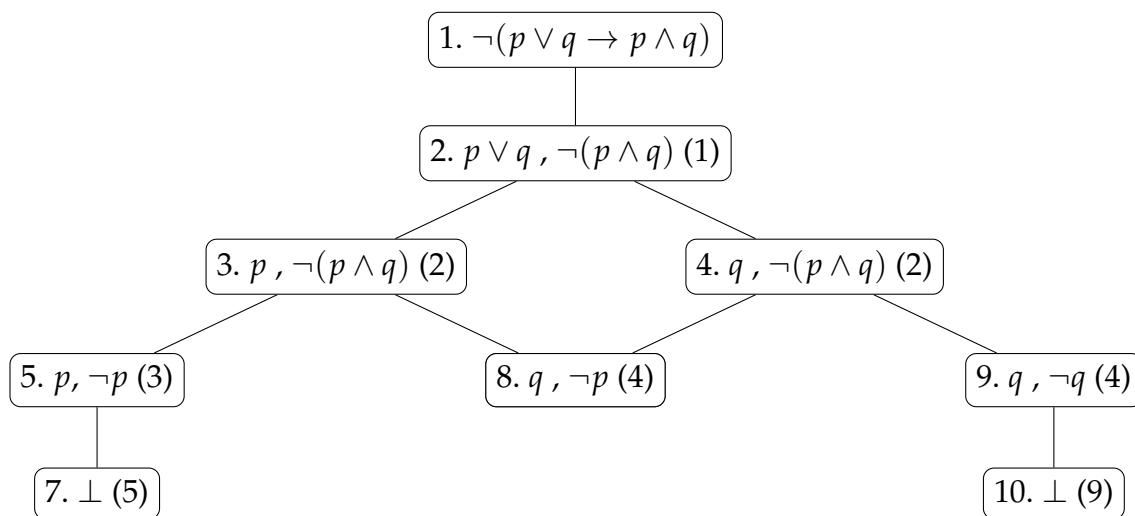 1. ¬(p ∨ q → p ∧ q)
2. p ∨ q , ¬(p ∧ q) (1)
3. p , ¬(p ∧ q) (2)
4. q , ¬(p ∧ q) (2)
5. p, ¬p (3)
8. q , ¬p (4)
9. q , ¬q (4)
7. ⊥ (5)
10. ⊥ (9)